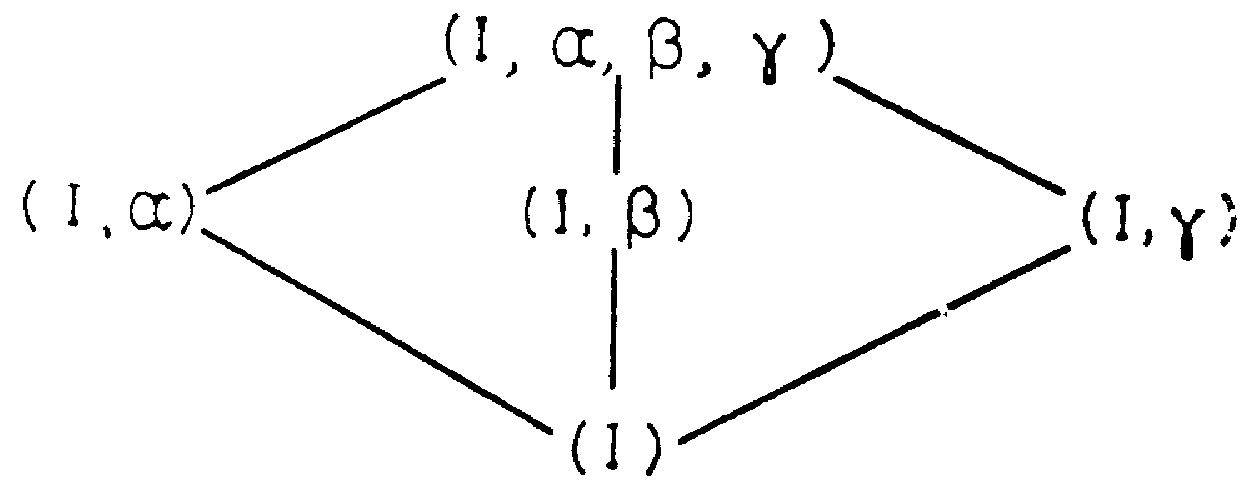 (I, α, β, γ)
(I, α) (I, β) (I, γ)
(I)